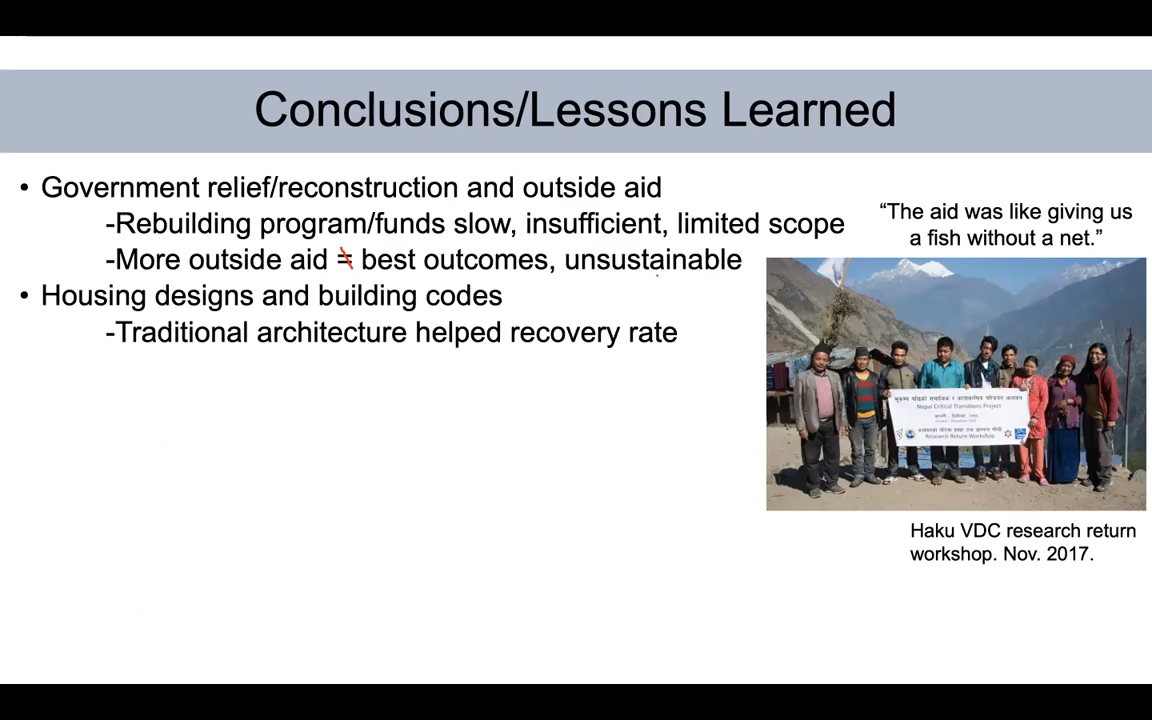 Conclusions/Lessons Learned
• Government relief/reconstruction and outside aid
-Rebuilding program/funds slow, insufficient, limited scope
-More outside aid ≠ best outcomes, unsustainable
• Housing designs and building codes
-Traditional architecture helped recovery rate
“The aid was like giving us
a fish without a net.”
Nepal Critical Transitions Project
Research Return Workshop
Haku VDC research return
workshop. Nov. 2017.